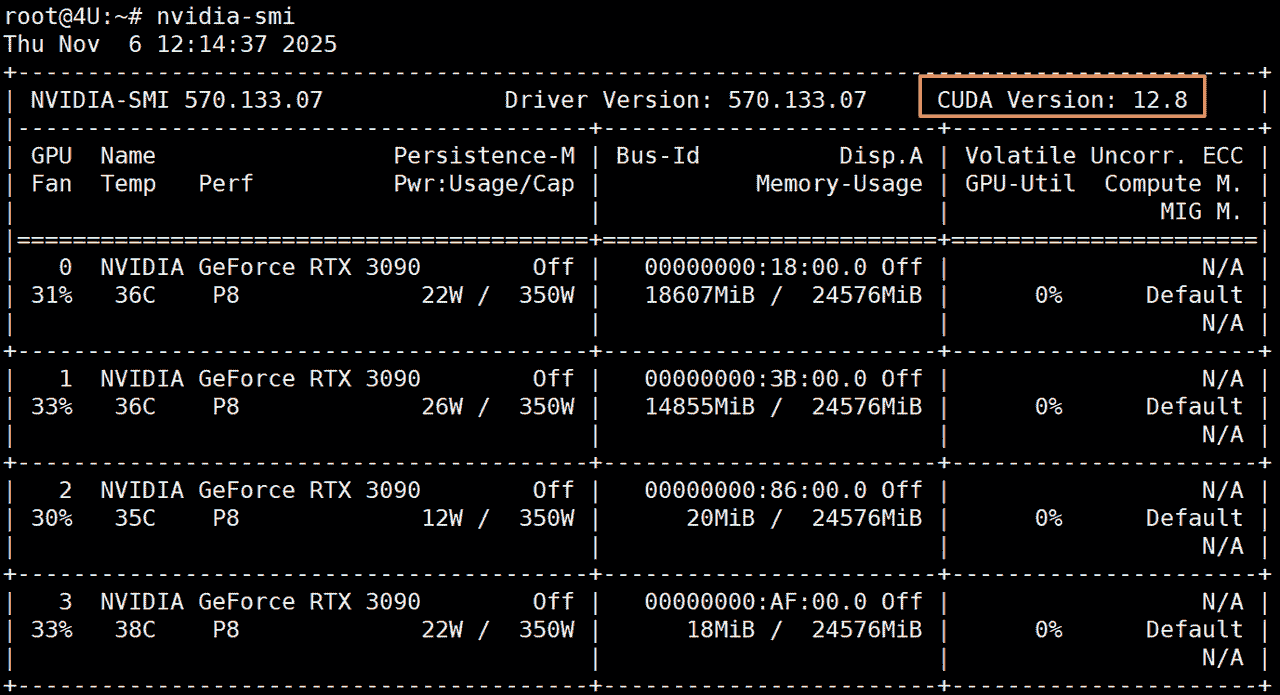 root@4U:~# nvidia-smi
Thu Nov  6 12:14:37 2025
+-----------------------------------------------------------------------------------------+
| NVIDIA-SMI 570.133.07             Driver Version: 570.133.07     CUDA Version: 12.8     |
|-----------------------------------------+------------------------+----------------------+
| GPU  Name                 Persistence-M | Bus-Id          Disp.A | Volatile Uncorr. ECC |
| Fan  Temp   Perf          Pwr:Usage/Cap |           Memory-Usage | GPU-Util  Compute M. |
|                                         |                        |               MIG M. |
|=========================================+========================+======================|
|   0  NVIDIA GeForce RTX 3090        Off |   00000000:18:00.0 Off |                  N/A |
| 31%   36C    P8             22W /  350W |   18607MiB /  24576MiB |      0%      Default |
|                                         |                        |                  N/A |
+-----------------------------------------+------------------------+----------------------+
|   1  NVIDIA GeForce RTX 3090        Off |   00000000:3B:00.0 Off |                  N/A |
| 33%   36C    P8             26W /  350W |   14855MiB /  24576MiB |      0%      Default |
|                                         |                        |                  N/A |
+-----------------------------------------+------------------------+----------------------+
|   2  NVIDIA GeForce RTX 3090        Off |   00000000:86:00.0 Off |                  N/A |
| 30%   35C    P8             12W /  350W |      20MiB /  24576MiB |      0%      Default |
|                                         |                        |                  N/A |
+-----------------------------------------+------------------------+----------------------+
|   3  NVIDIA GeForce RTX 3090        Off |   00000000:AF:00.0 Off |                  N/A |
| 33%   38C    P8             22W /  350W |      18MiB /  24576MiB |      0%      Default |
|                                         |                        |                  N/A |
+-----------------------------------------+------------------------+----------------------+